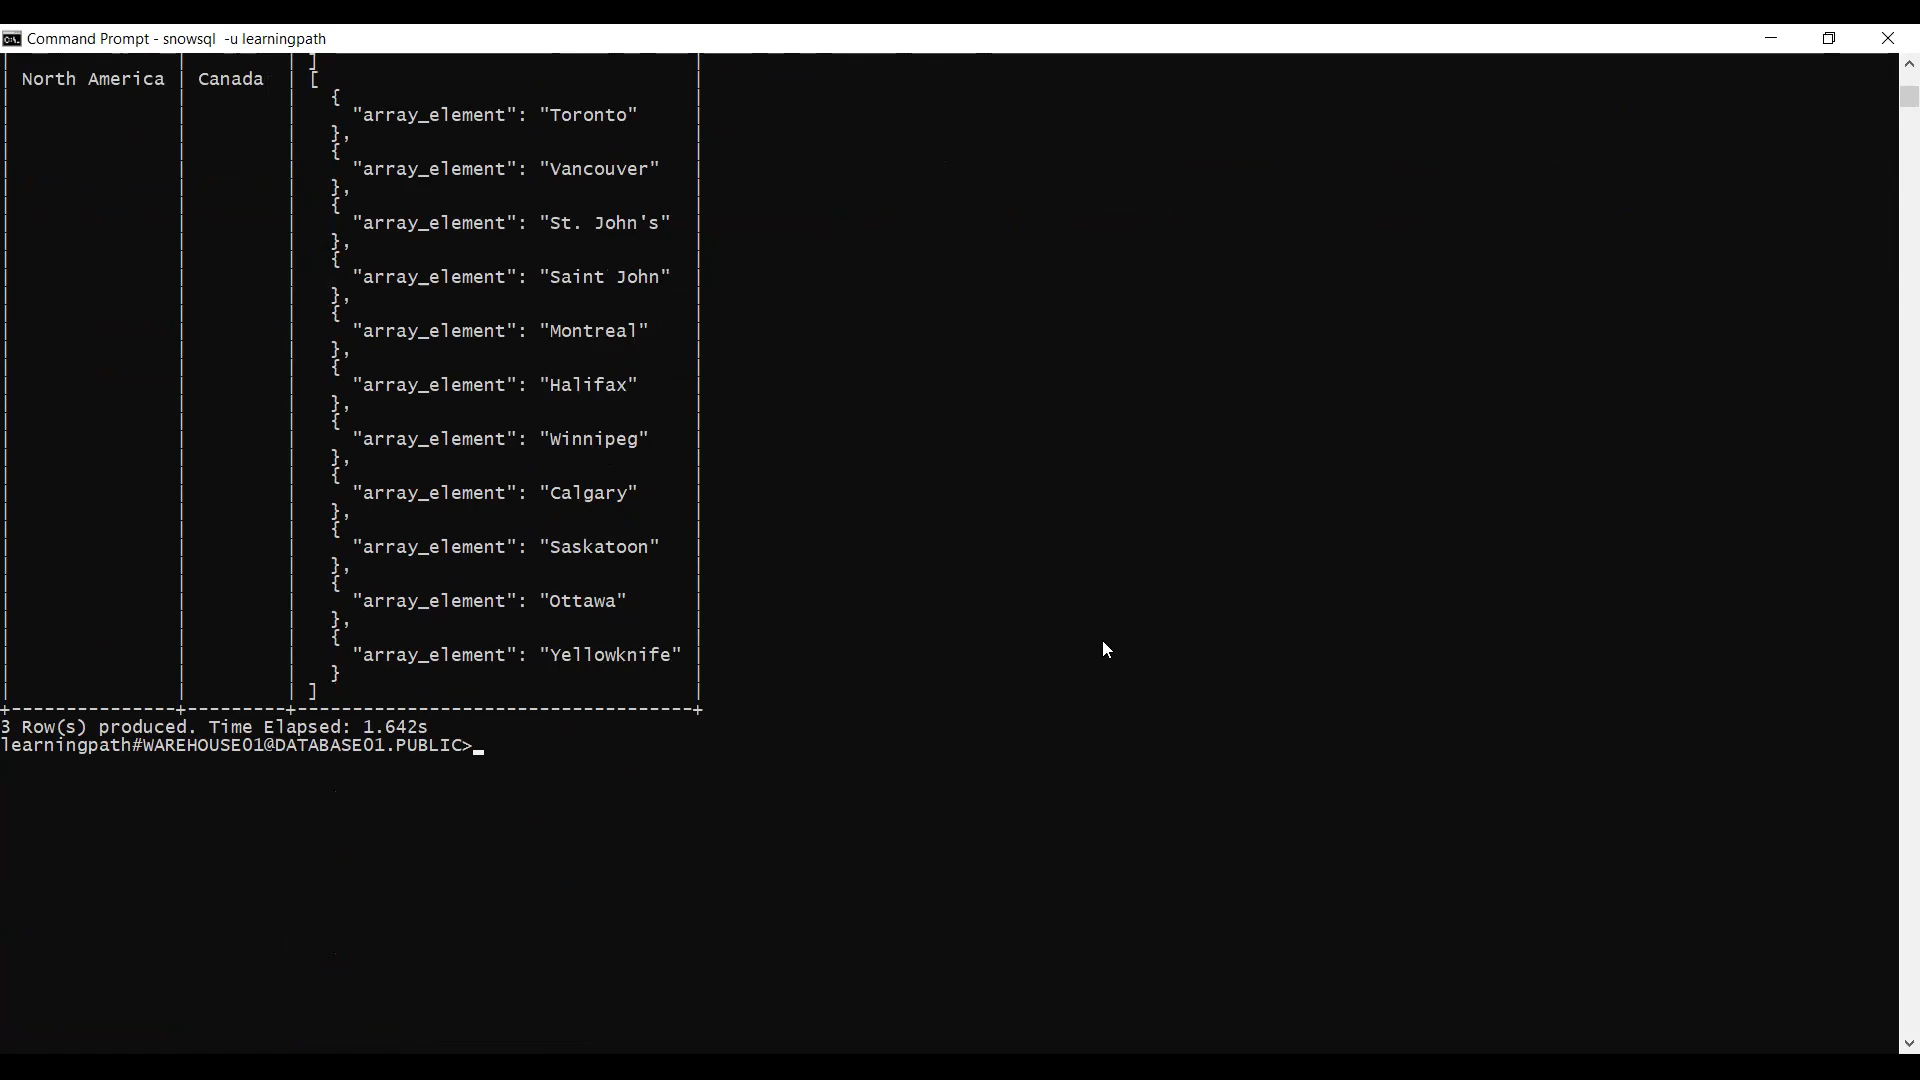 Command Prompt - snowsql  -u learningpath
]
| North America | Canada | [
{
"array_element": "Toronto"
},
{
"array_element": "Vancouver"
},
{
"array_element": "St. John's"
},
{
"array_element": "Saint John"
},
{
"array_element": "Montreal"
},
{
"array_element": "Halifax"
},
{
"array_element": "Winnipeg"
},
{
"array_element": "Calgary"
},
{
"array_element": "Saskatoon"
},
{
"array_element": "Ottawa"
},
{
"array_element": "Yellowknife"
}
]
+---------------+---------+------------------------------------+
3 Row(s) produced. Time Elapsed: 1.642s
learningpath#WAREHOUSE01@DATABASE01.PUBLIC>_